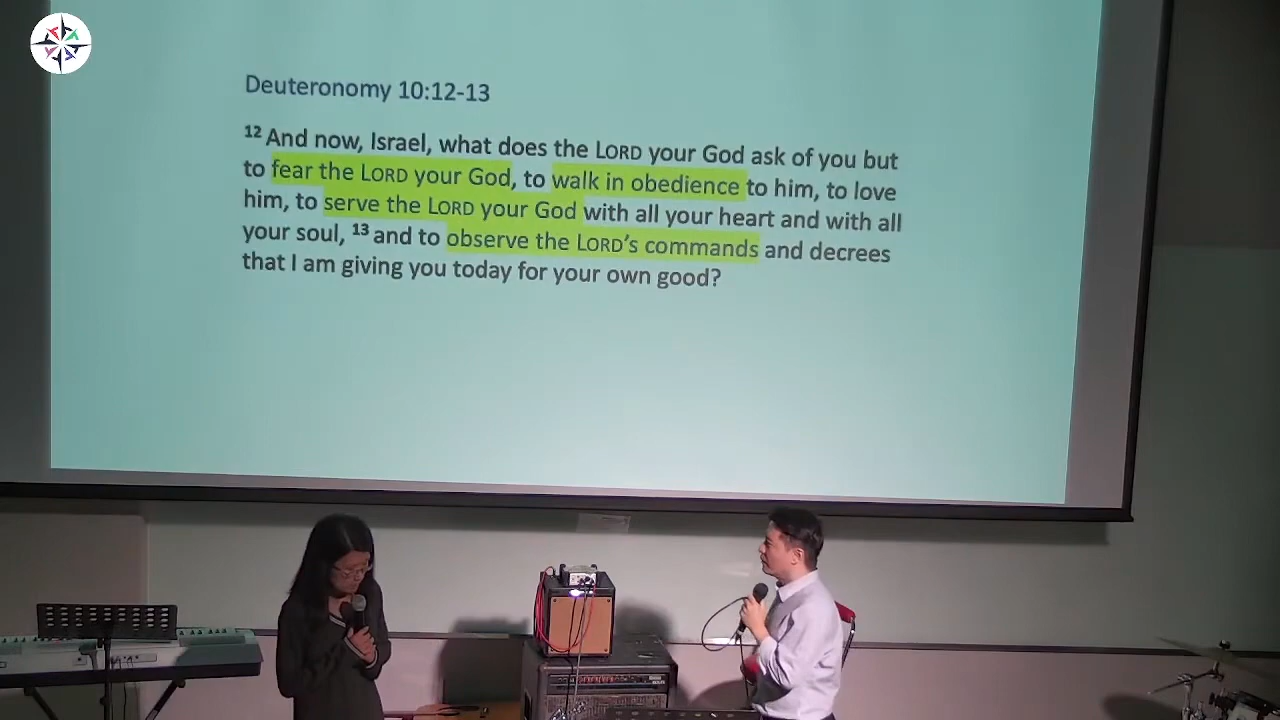 Deuteronomy 10:12-13
12 And now, Israel, what does the LORD your God ask of you but
to fear the LORD your God, to walk in obedience to him, to love
him, to serve the LORD your God with all your heart and with all
your soul, 13 and to observe the LORD's commands and decrees
that I am giving you today for your own good?